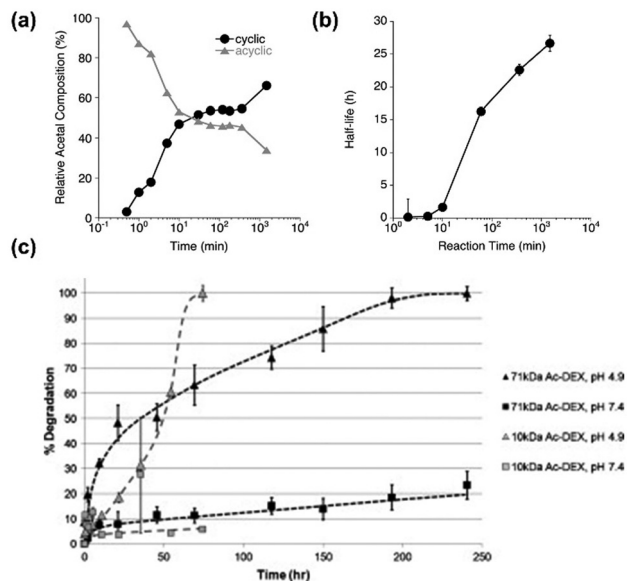 (a)
Relative Acetal Composition (%)
100
80
60
40
20
0
cyclic
acyclic
10-1 100 101 102 103 104
Time (min)
(b)
Half-life (h)
30
25
20
15
10
5
0
100 101 102 103 104
Reaction Time (min)
(c)
% Degradation
100
90
80
70
60
50
40
30
20
10
0
0 50 100 150 200 250
Time (hr)
71kDa Ac-DEX, pH 4.9
71kDa Ac-DEX, pH 7.4
10kDa Ac-DEX, pH 4.9
10kDa Ac-DEX, pH 7.4